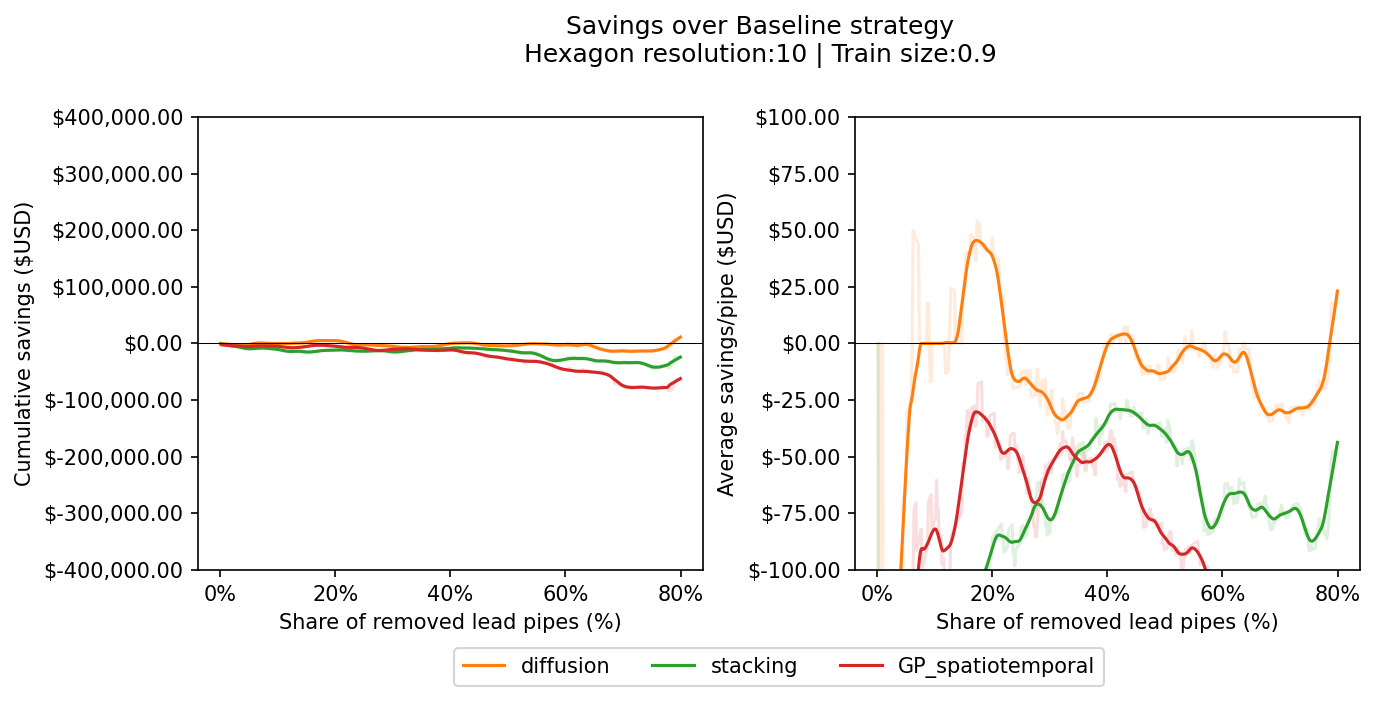 Savings over Baseline strategy
Hexagon resolution:10 | Train size:0.9
Cumulative savings ($USD)
$400,000.00
$300,000.00
$200,000.00
$100,000.00
$0.00
$-100,000.00
$-200,000.00
$-300,000.00
$-400,000.00
0% 20% 40% 60% 80%
Share of removed lead pipes (%)
Average savings/pipe ($USD)
$100.00
$75.00
$50.00
$25.00
$0.00
$-25.00
$-50.00
$-75.00
$-100.00
0% 20% 40% 60% 80%
Share of removed lead pipes (%)
diffusion stacking GP_spatiotemporal